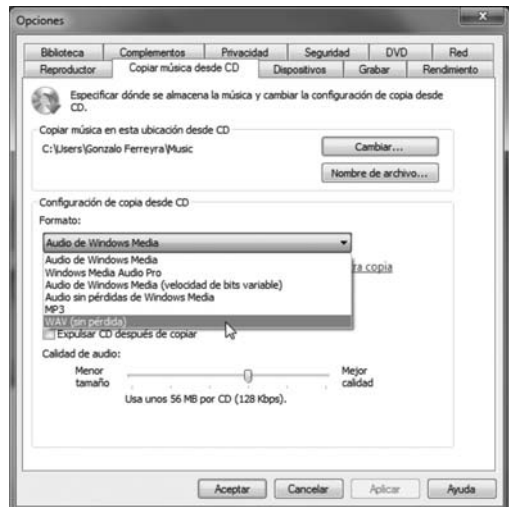 Opciones
Biblioteca Complementos Privacidad Seguridad DVD Red
Reproductor Copiar música desde CD Dispositivos Grabar Rendimiento
Especificar dónde se almacena la música y cambiar la configuración de copia desde
CD.
Copiar música en esta ubicación desde CD
C:\Users\Gonzalo Ferreyra\Music
Cambiar...
Nombre de archivo...
Configuración de copia desde CD
Formato:
Audio de Windows Media
Audio de Windows Media
Windows Media Audio Pro
Audio de Windows Media (velocidad de bits variable)
ra copia
Audio sin pérdidas de Windows Media
MP3
WAV (sin pérdida)
Expulsar CD después de copiar
Calidad de audio:
Menor
tamaño
Mejor
calidad
Usa unos 56 MB por CD (128 Kbps).
Aceptar Cancelar Aplicar Ayuda